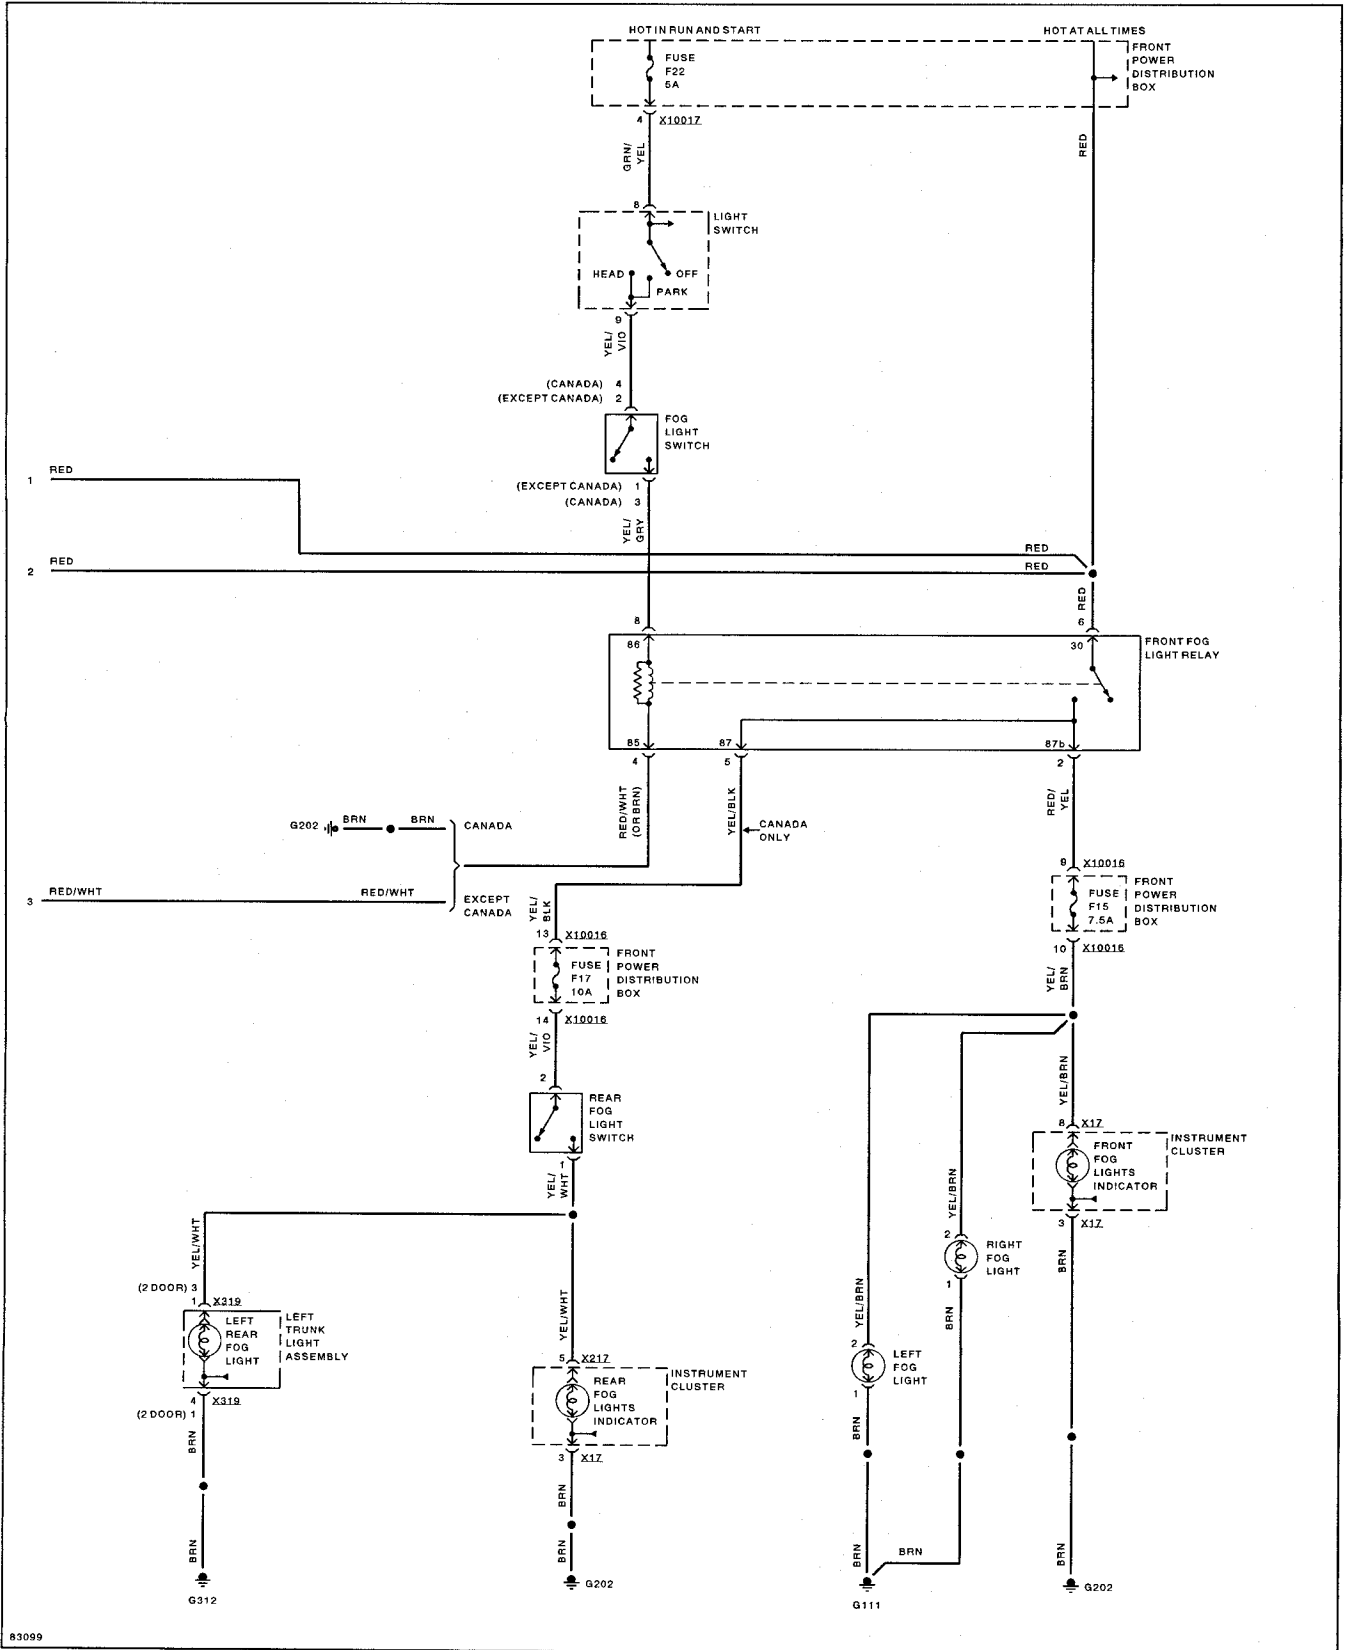 HOT IN RUN AND START
HOT AT ALL TIMES
FUSE
F22
5A
FRONT
POWER
DISTRIBUTION
BOX
4 X10017
GRN/
YEL
RED
8
LIGHT
SWITCH
HEAD
OFF
PARK
9
YEL/
VIO
(CANADA) 4
(EXCEPT CANADA) 2
FOG
LIGHT
SWITCH
(EXCEPT CANADA) 1
(CANADA) 3
YEL/
GRY
1 RED
RED
2 RED
RED
RED
8
6
86
30
FRONT FOG
LIGHT RELAY
85
87
87b
4
5
2
RED/WHT
(OR BRN)
YEL/BLK
CANADA
ONLY
RED/
YEL
G202
BRN
BRN
CANADA
3 RED/WHT
RED/WHT
EXCEPT
CANADA
9 X10016
FUSE
F15
7.5A
FRONT
POWER
DISTRIBUTION
BOX
10 X10016
YEL/
BRN
YEL/
BLK
13 X10016
FUSE
F17
10A
FRONT
POWER
DISTRIBUTION
BOX
14 X10016
YEL/
VIO
2
REAR
FOG
LIGHT
SWITCH
1
YEL/
WHT
YEL/BRN
8 X17
FRONT
FOG
LIGHTS
INDICATOR
INSTRUMENT
CLUSTER
3 X17
YEL/BRN
2
RIGHT
FOG
LIGHT
1
BRN
BRN
YEL/WHT
(2 DOOR) 3
1 X319
LEFT
REAR
FOG
LIGHT
LEFT
TRUNK
LIGHT
ASSEMBLY
4 X319
(2 DOOR) 1
BRN
YEL/WHT
5 X217
REAR
FOG
LIGHTS
INDICATOR
INSTRUMENT
CLUSTER
3 X17
BRN
YEL/BRN
2
LEFT
FOG
LIGHT
1
BRN
BRN
G312
BRN
G202
BRN
BRN
G111
BRN
G202
83099